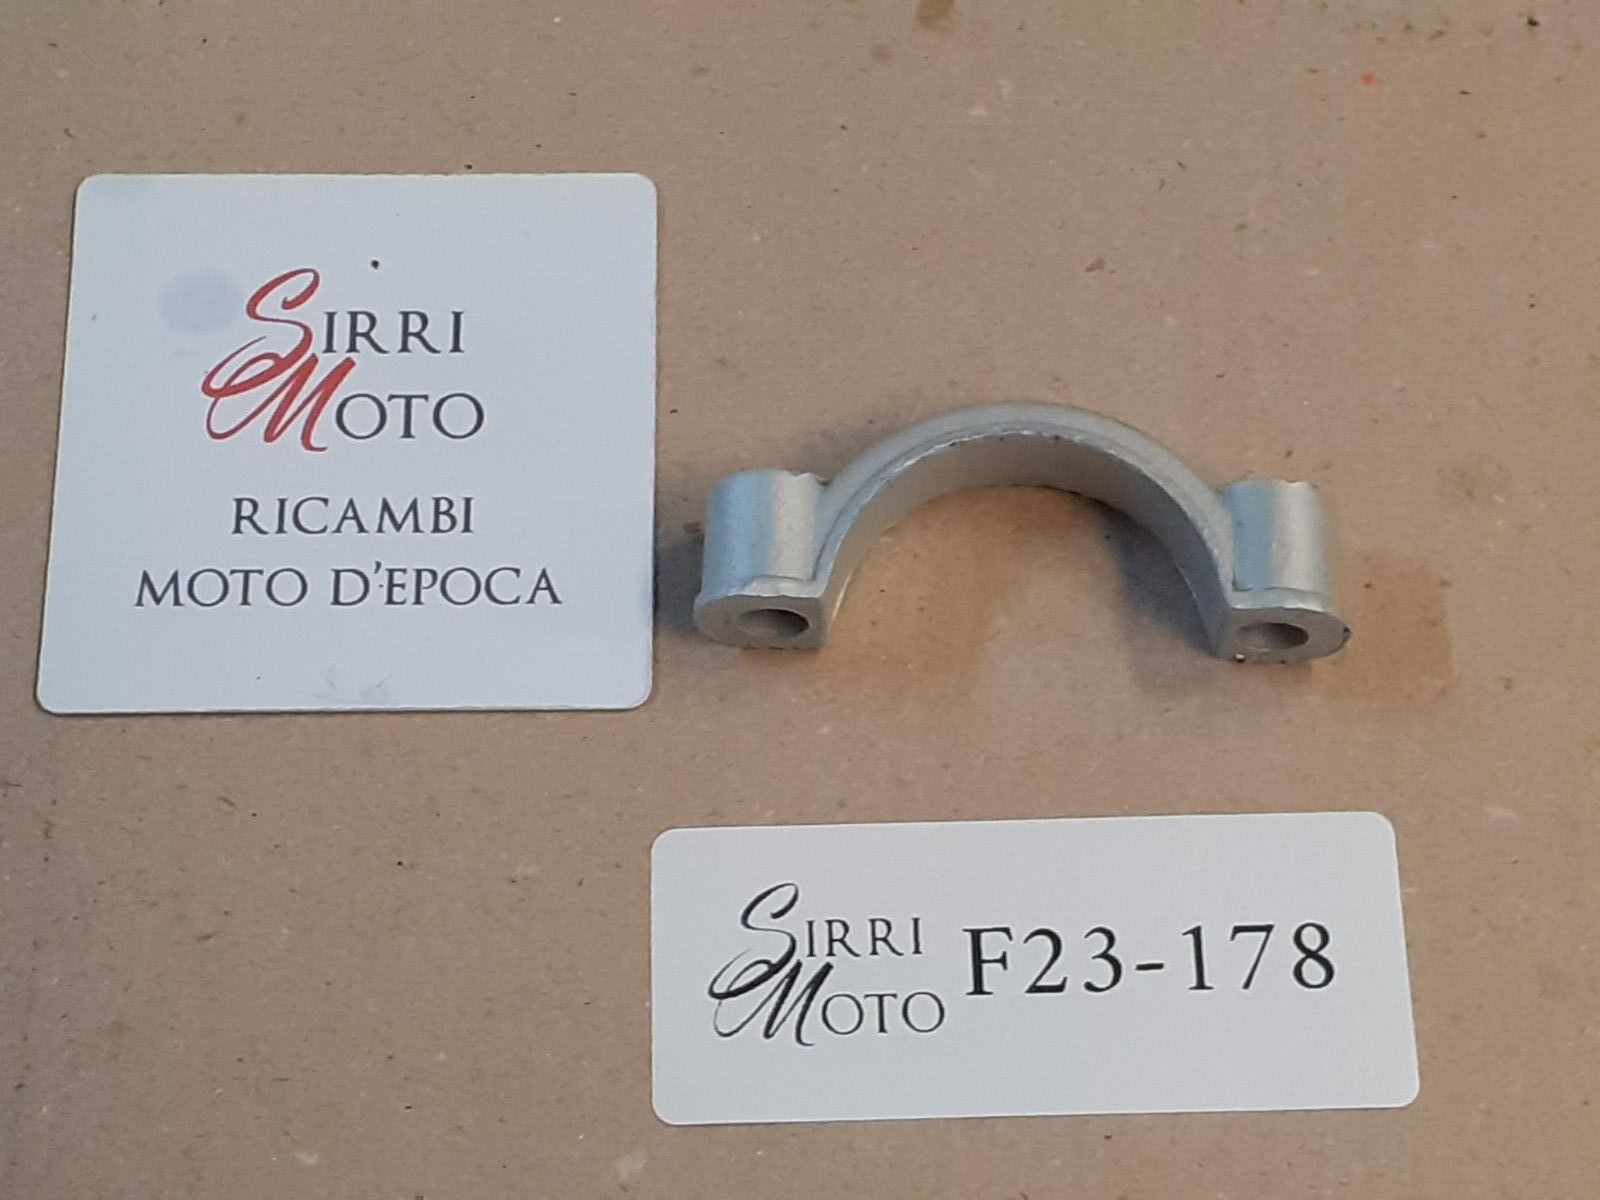 SIRRI
MOTO
RICAMBI
MOTO D'EPOCA
SIRRI
MOTO
F23-178